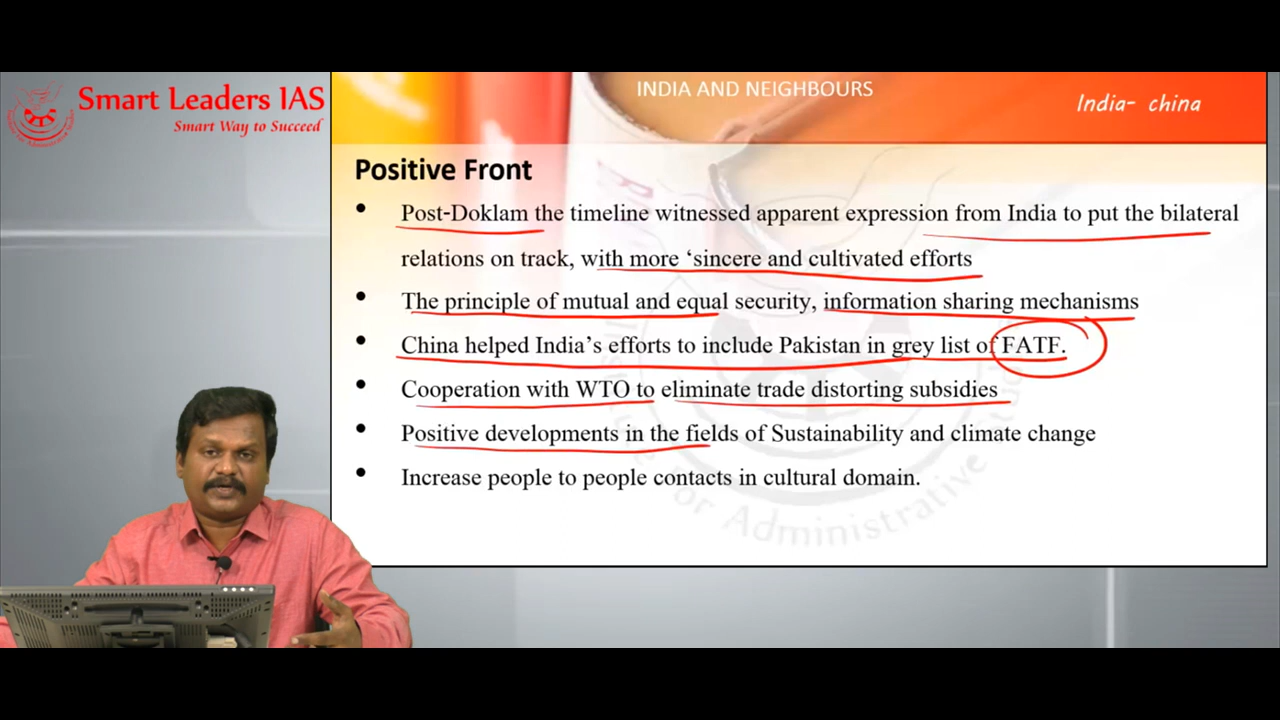 Smart Leaders IAS
Smart Way to Succeed
INDIA AND NEIGHBOURS
India- china
Positive Front
• Post-Doklam the timeline witnessed apparent expression from India to put the bilateral
relations on track, with more ‘sincere and cultivated efforts
• The principle of mutual and equal security, information sharing mechanisms
• China helped India’s efforts to include Pakistan in grey list of FATF.
• Cooperation with WTO to eliminate trade distorting subsidies
• Positive developments in the fields of Sustainability and climate change
• Increase people to people contacts in cultural domain.
For Administrative